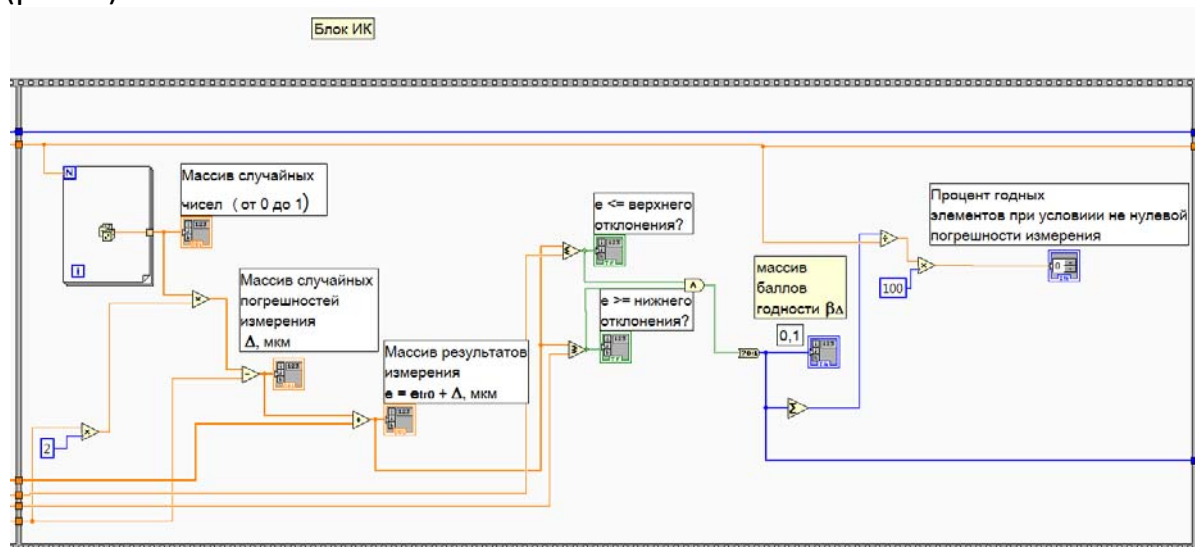 Блок ИК
N
i
Массив случайных
чисел ( от 0 до 1)
Массив случайных
погрешностей
измерения
Δ, мкм
Массив результатов
измерения
e = etr0 + Δ, мкм
2
e <= верхнего
отклонения?
e >= нижнего
отклонения?
массив
баллов
годности βΔ
0,1
100
Процент годных
элементов при условиии не нулевой
погрешности измерения